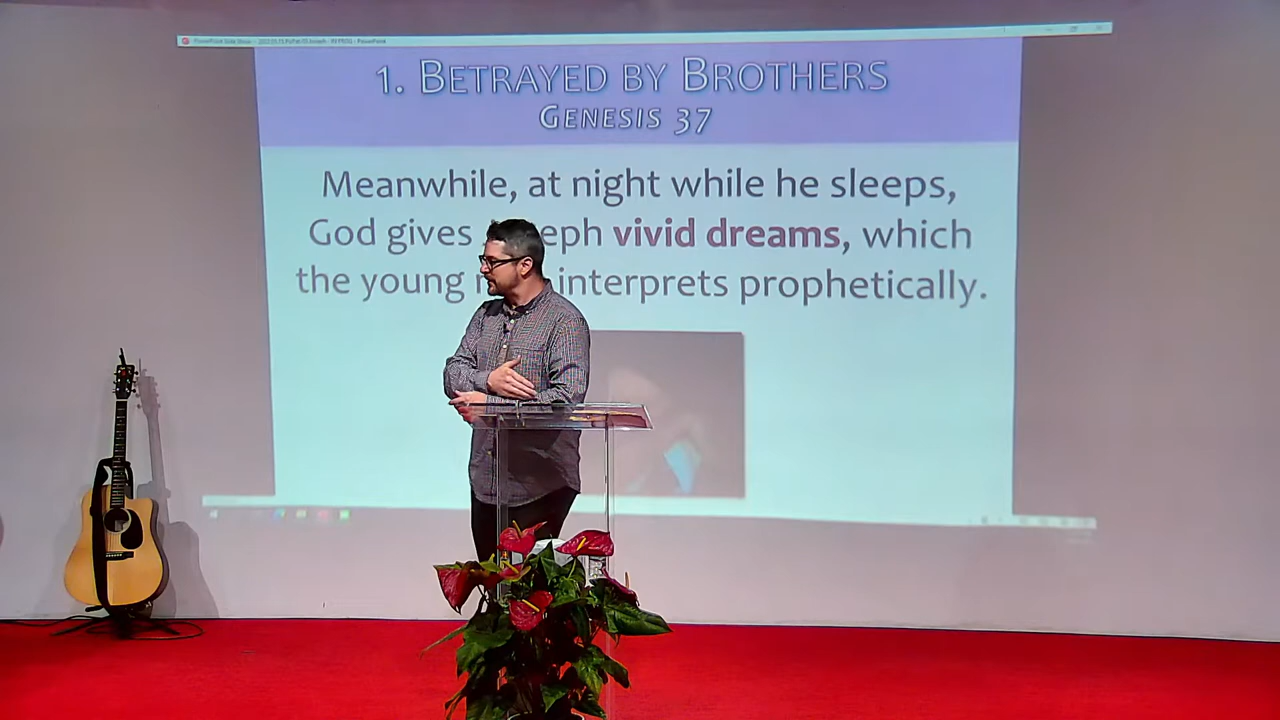 1. BETRAYED BY BROTHERS
GENESIS 37
Meanwhile, at night while he sleeps,
God gives eph vivid dreams, which
the young interprets prophetically.